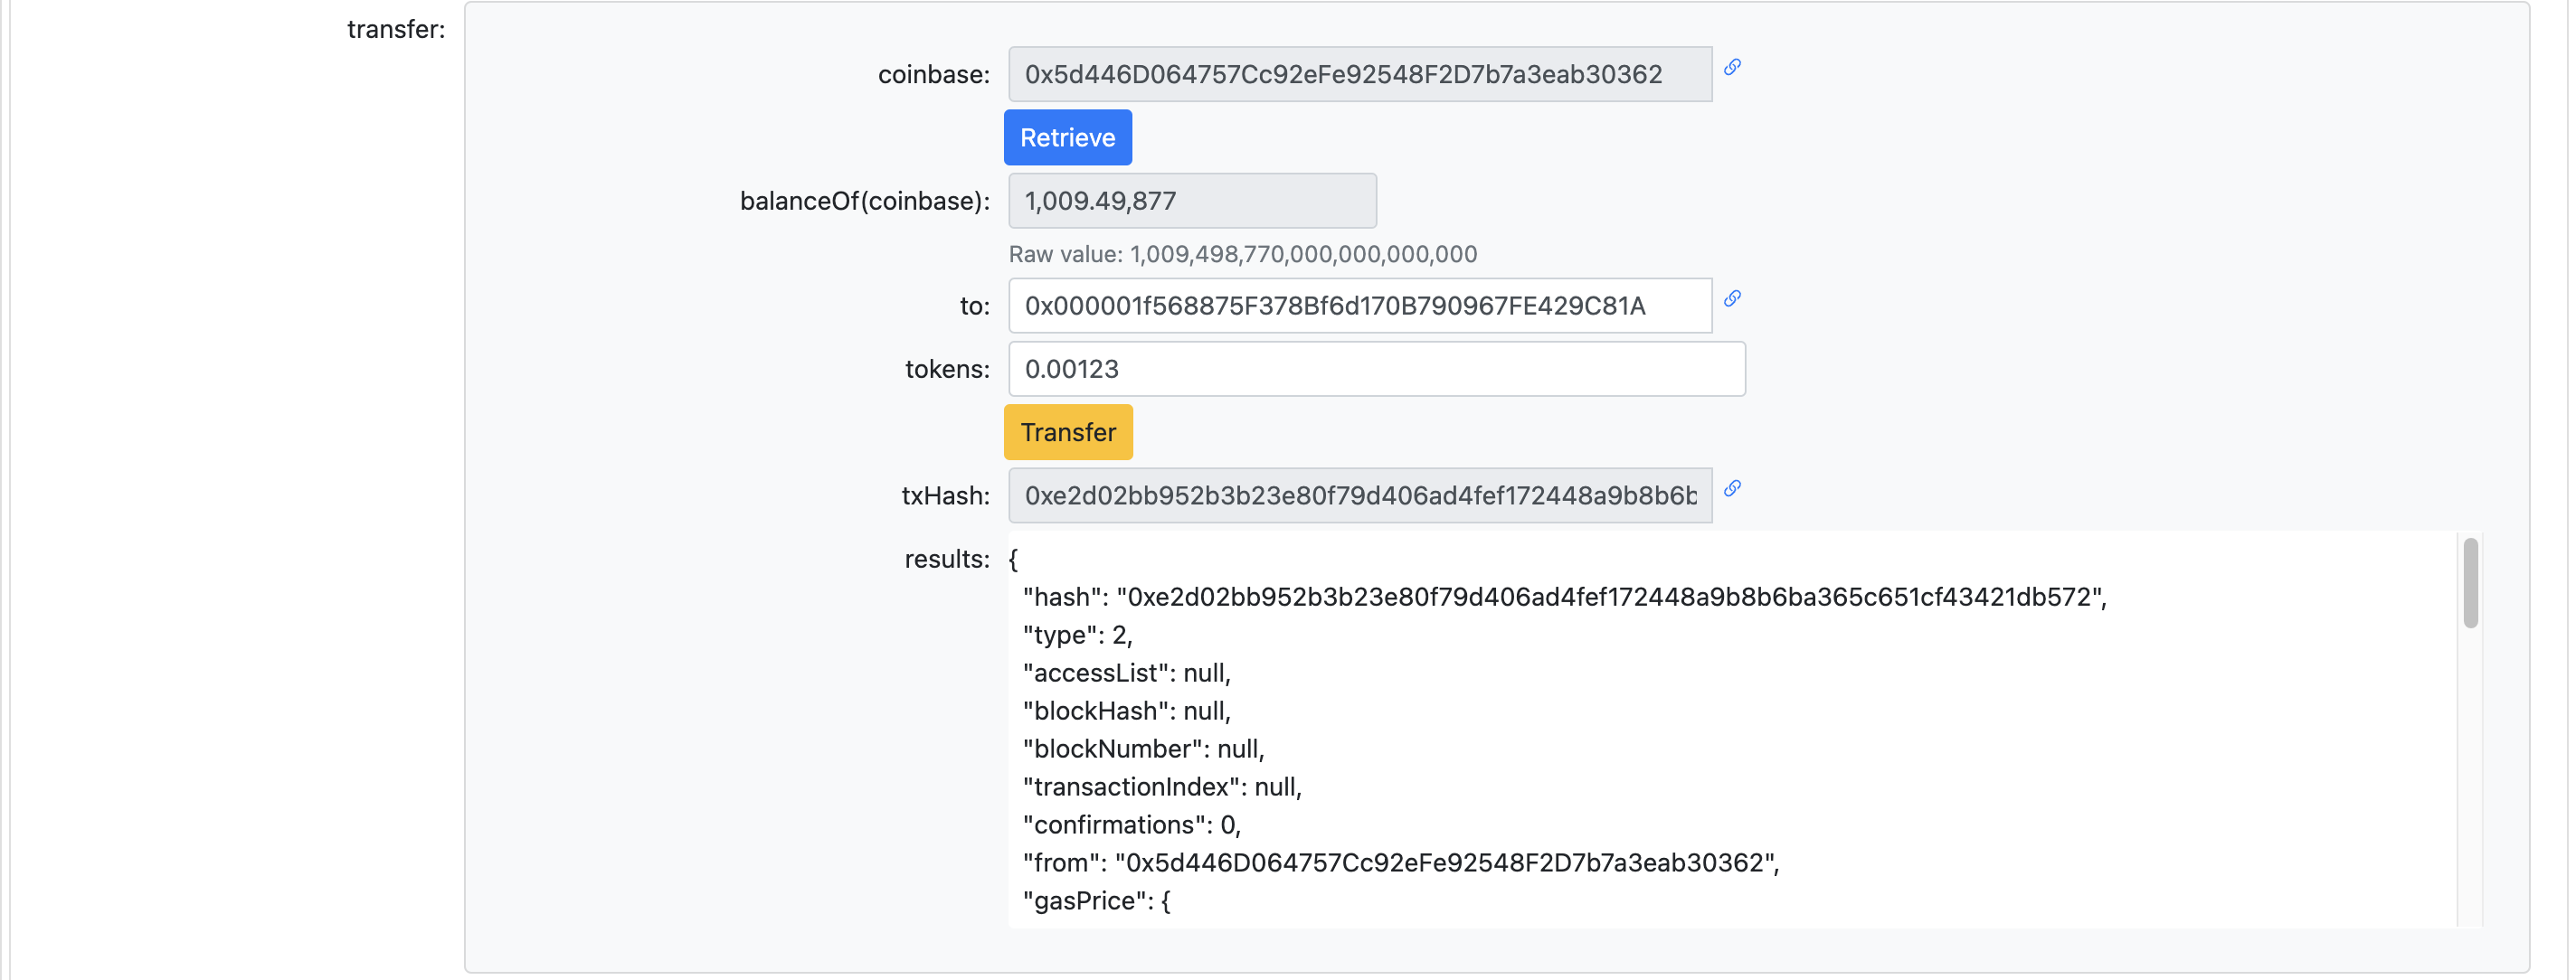 transfer:
coinbase: 0x5d446D064757Cc92eFe92548F2D7b7a3eab30362
Retrieve
balanceOf(coinbase): 1,009.49,877
Raw value: 1,009,498,770,000,000,000,000
to: 0x000001f568875F378Bf6d170B790967FE429C81A
tokens: 0.00123
Transfer
txHash: 0xe2d02bb952b3b23e80f79d406ad4fef172448a9b8b6b
results: {
"hash": "0xe2d02bb952b3b23e80f79d406ad4fef172448a9b8b6ba365c651cf43421db572",
"type": 2,
"accessList": null,
"blockHash": null,
"blockNumber": null,
"transactionIndex": null,
"confirmations": 0,
"from": "0x5d446D064757Cc92eFe92548F2D7b7a3eab30362",
"gasPrice": {